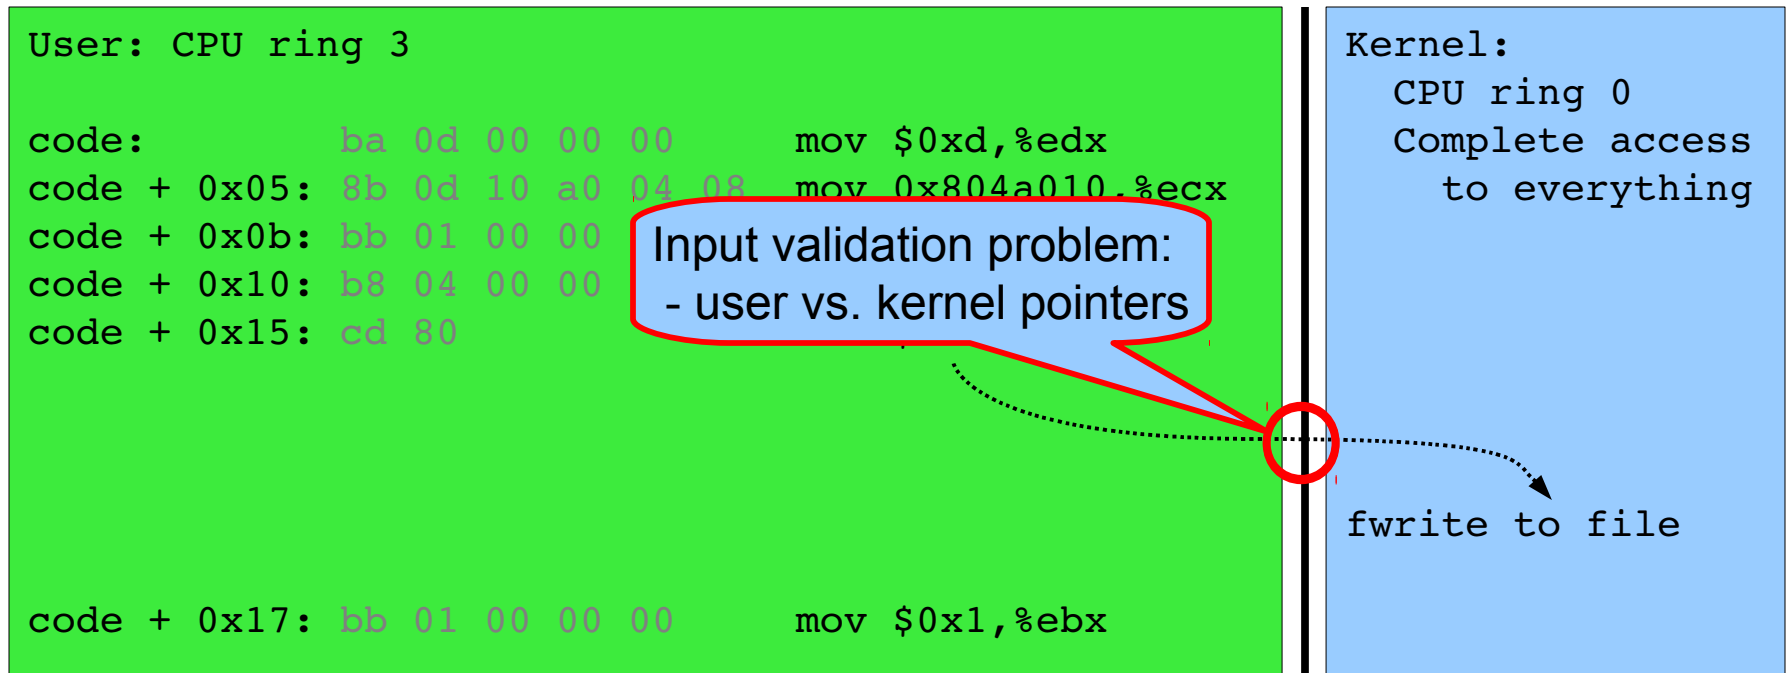 User: CPU ring 3
code: ba 0d 00 00 00 mov $0xd,%edx
code + 0x05: 8b 0d 10 a0 04 08 mov 0x804a010,%ecx
code + 0x0b: bb 01 00 00
code + 0x10: b8 04 00 00
code + 0x15: cd 80
Input validation problem:
- user vs. kernel pointers
code + 0x17: bb 01 00 00 00 mov $0x1,%ebx
Kernel:
CPU ring 0
Complete access
to everything
fwrite to file